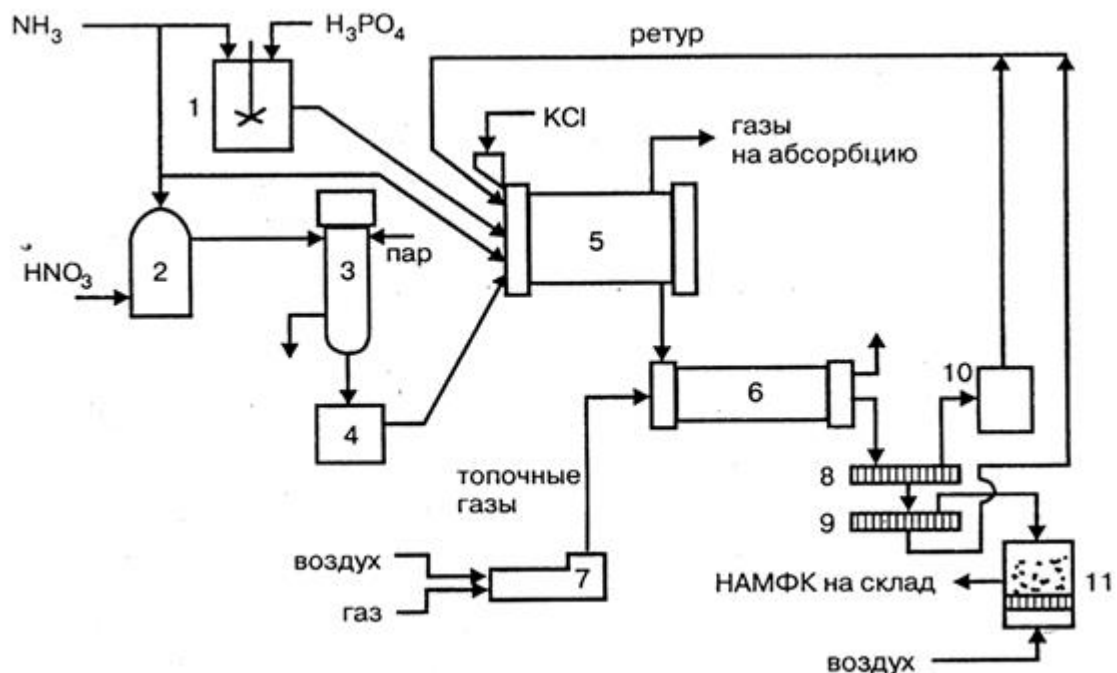 NH₃
H₃PO₄
ретур
1
KCl
газы
на абсорбцию
HNO₃
2
3
пар
5
4
6
10
топочные
газы
8
9
воздух
газ
7
НАМФК на склад
11
воздух